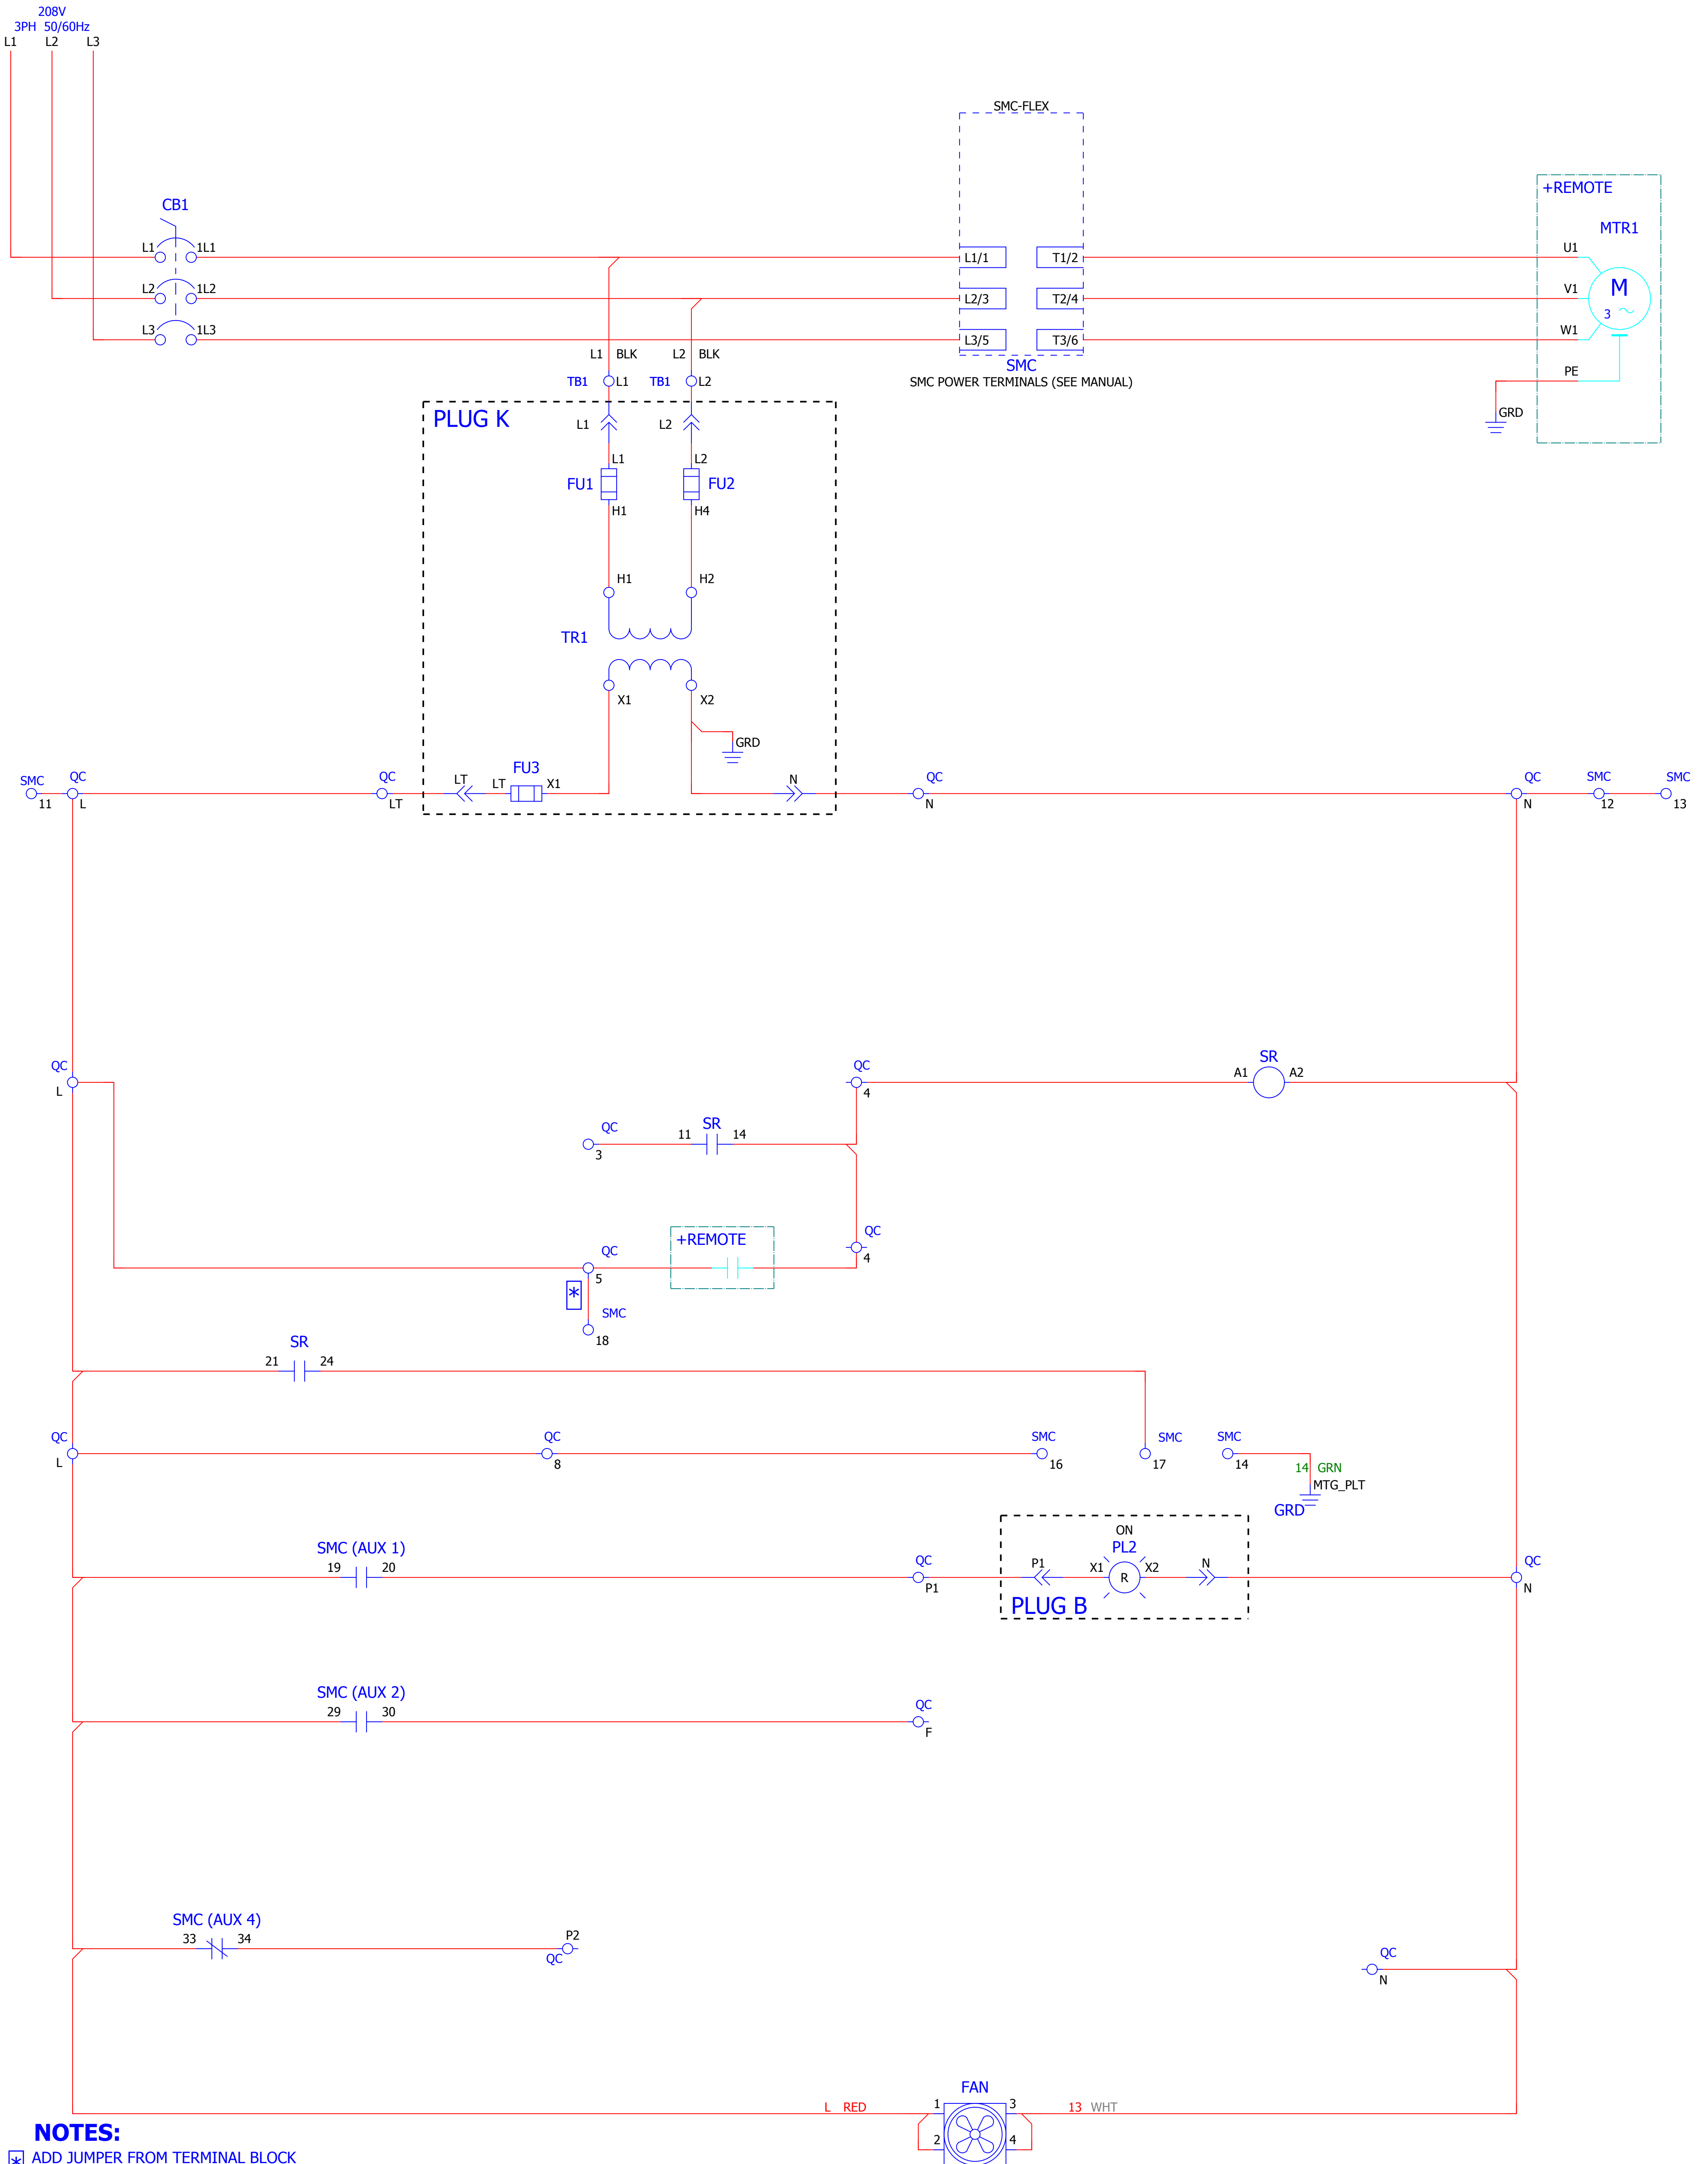 208V
3PH 50/60Hz
L1 L2 L3
SMC-FLEX
+REMOTE
CB1
MTR1
L1 1L1 L1/1 T1/2 U1
L2 1L2 L2/3 T2/4 V1
M
3
L3 1L3 L3/5 T3/6 W1
L1 BLK L2 BLK
SMC
SMC POWER TERMINALS (SEE MANUAL)
TB1 L1 TB1 L2
PE
GRD
PLUG K
L1 L2
L1 L2
FU1 FU2
H1 H4
H1 H2
TR1
X1 X2
GRD
SMC QC QC LT LT FU3 X1 N QC QC SMC SMC
11 L LT N N 12 13
QC QC SR
L 4 A1 A2
QC SR
3 11 14
QC +REMOTE QC
5 4
*
SMC
18
SR
21 24
QC QC SMC SMC SMC
L 8 16 17 14
14 GRN
MTG_PLT
GRD
ON
SMC (AUX 1) QC PL2 QC
19 20 P1 P1 X1 R X2 N N
PLUG B
SMC (AUX 2) QC
29 30 F
SMC (AUX 4) P2
33 34 QC
QC
N
FAN
L RED 1 3 13 WHT
2 4
NOTES:
* ADD JUMPER FROM TERMINAL BLOCK